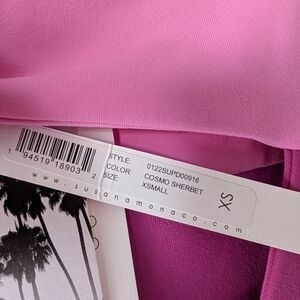 STYLE: 0122SUPD00916
COLOR: COSMO SHERBET
SIZE: XSMALL
XS
1 94519 18903 2
www.susanamonaco.com